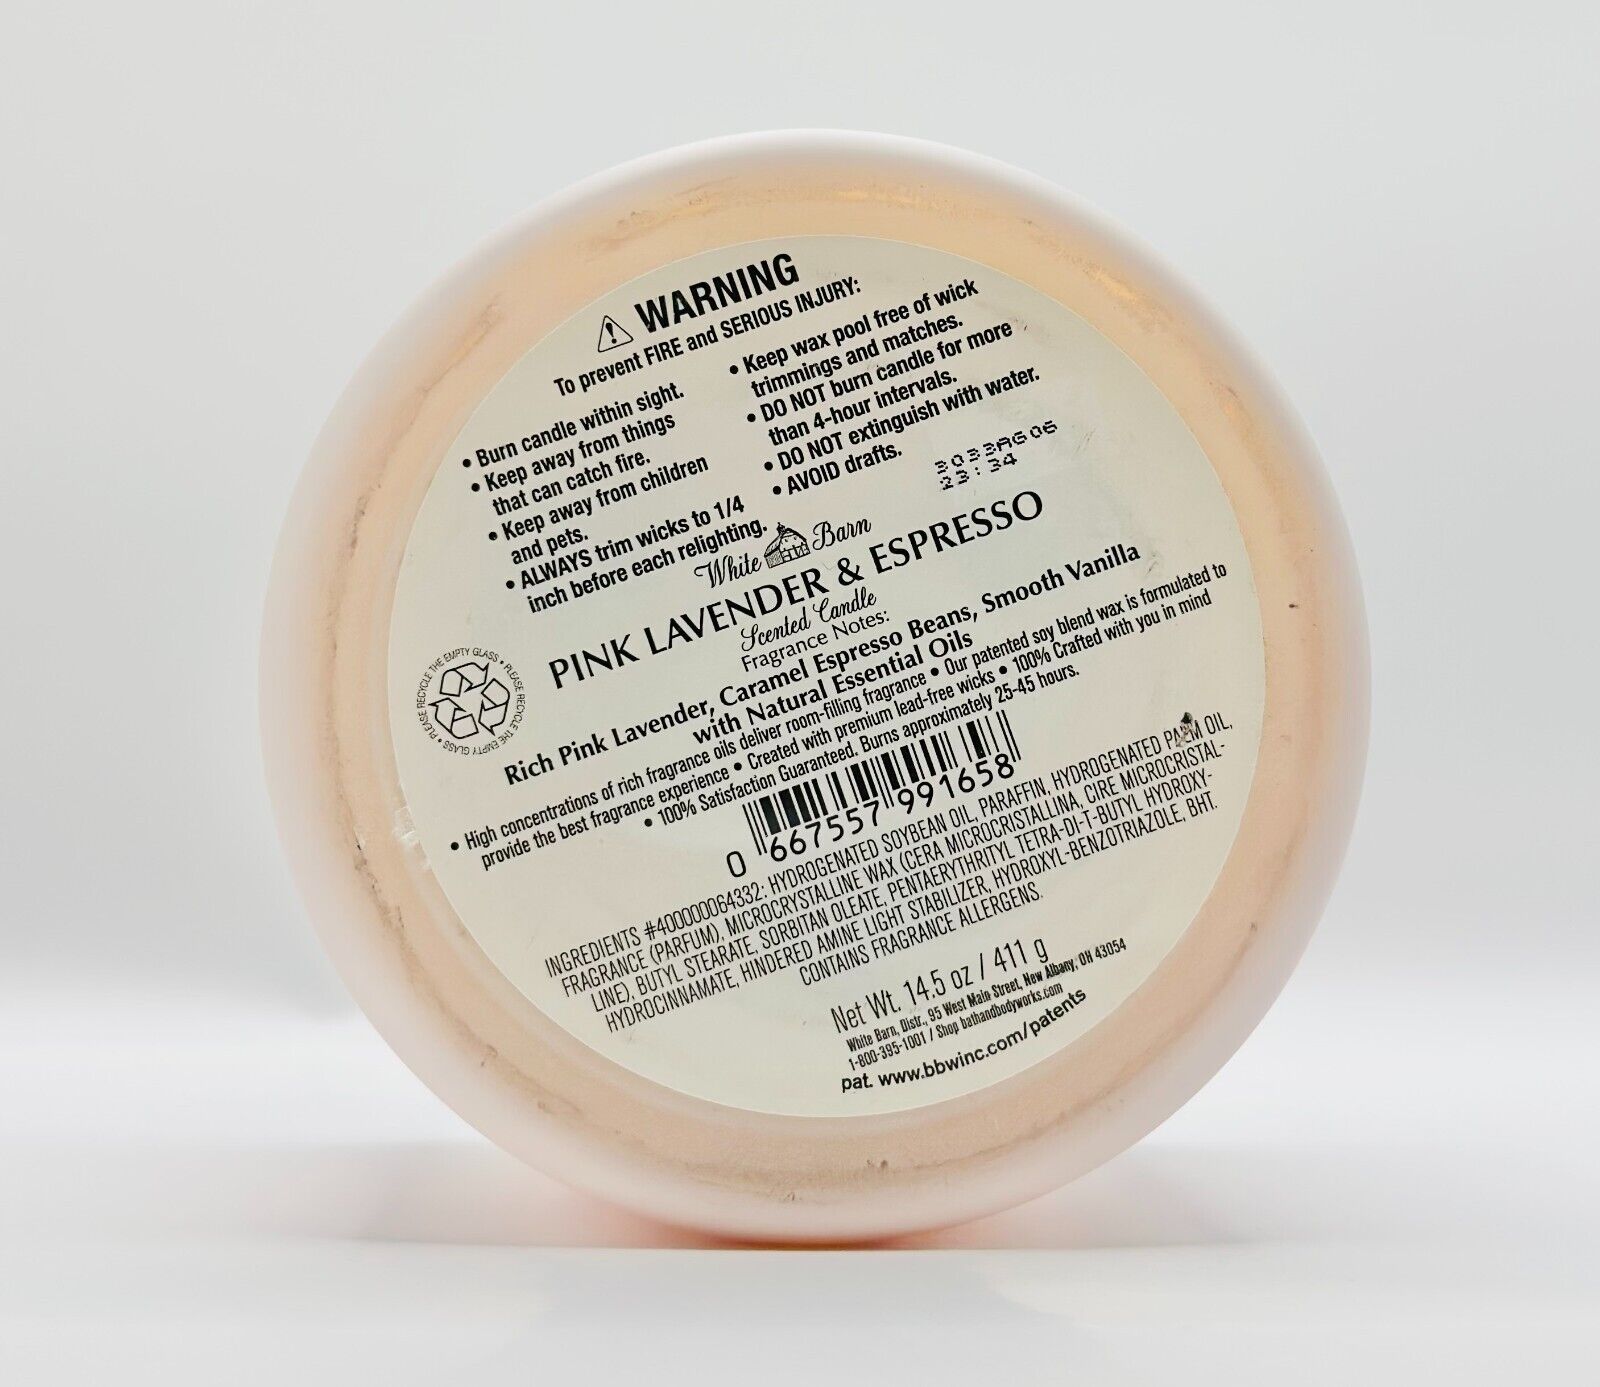 WARNING
To prevent FIRE and SERIOUS INJURY:
• Burn candle within sight.
• Keep away from things
that can catch fire.
• Keep away from children
and pets.
• ALWAYS trim wicks to 1/4
inch before each relighting.
• Keep wax pool free of wick
trimmings and matches.
• DO NOT burn candle for more
than 4-hour intervals.
• DO NOT extinguish with water.
• AVOID drafts.
3033AG06
23:34
White Barn
PINK LAVENDER & ESPRESSO
Scented Candle
Fragrance Notes:
Rich Pink Lavender, Caramel Espresso Beans, Smooth Vanilla
with Natural Essential Oils
• High concentrations of rich fragrance oils deliver room-filling fragrance • Our patented soy blend wax is formulated to
provide the best fragrance experience • Created with premium lead-free wicks • 100% Crafted with you in mind
• 100% Satisfaction Guaranteed. Burns approximately 25-45 hours.
PLEASE RECYCLE THE EMPTY GLASS • PLEASE RECYCLE THE EMPTY GLASS •
0 667557 991658
INGREDIENTS #400000064332: HYDROGENATED SOYBEAN OIL, PARAFFIN, HYDROGENATED PALM OIL,
FRAGRANCE (PARFUM), MICROCRYSTALLINE WAX (CERA MICROCRISTALLINA, CIRE MICROCRISTAL-
LINE), BUTYL STEARATE, SORBITAN OLEATE, PENTAERYTHRITYL TETRA-DI-T-BUTYL HYDROXY-
HYDROCINNAMATE, HINDERED AMINE LIGHT STABILIZER, HYDROXYL-BENZOTRIAZOLE, BHT.
CONTAINS FRAGRANCE ALLERGENS.
Net Wt. 14.5 oz / 411 g
White Barn, Distr., 95 West Main Street, New Albany, OH 43054
1-800-395-1001 / Shop bathandbodyworks.com
pat. www.bbwinc.com/patents